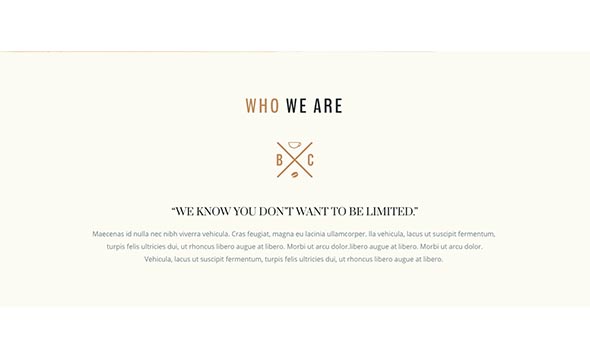 WHO WE ARE
B C
“WE KNOW YOU DON’T WANT TO BE LIMITED.”
Maecenas id nulla nec nibh viverra vehicula. Cras feugiat, magna eu lacinia ullamcorper. lla vehicula, lacus ut suscipit fermentum,
turpis felis ultricies dui, ut rhoncus libero augue at libero. Morbi ut arcu dolor.libero augue at libero. Morbi ut arcu dolor.
Vehicula, lacus ut suscipit fermentum, turpis felis ultricies dui, ut rhoncus libero augue at libero.